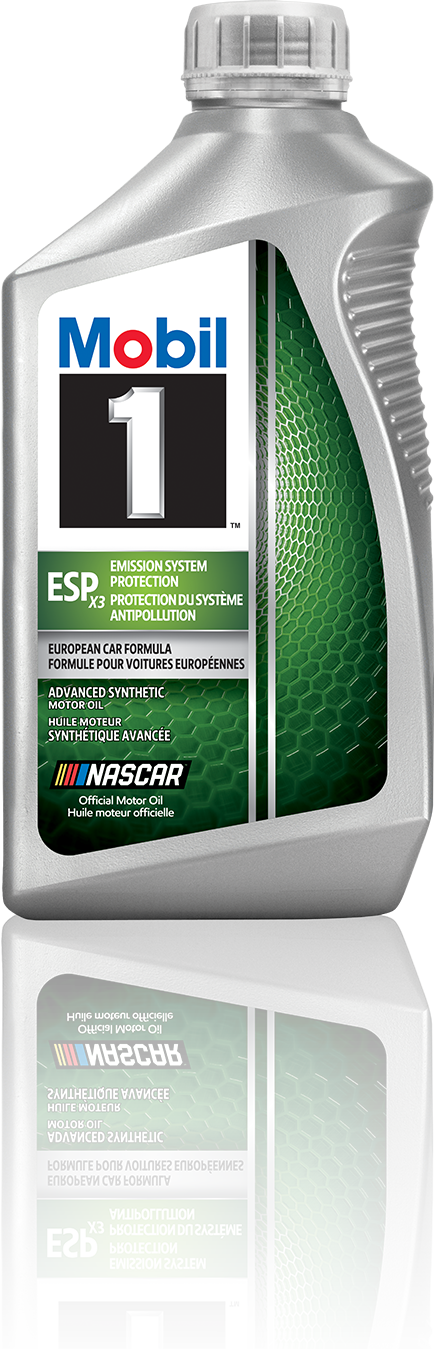 Mobil
1
™
ESP
X3
EMISSION SYSTEM
PROTECTION
PROTECTION DU SYSTÈME
ANTIPOLLUTION
EUROPEAN CAR FORMULA
FORMULE POUR VOITURES EUROPÉENNES
ADVANCED SYNTHETIC
MOTOR OIL
HUILE MOTEUR
SYNTHÉTIQUE AVANCÉE
NASCAR
Official Motor Oil
Huile moteur officielle